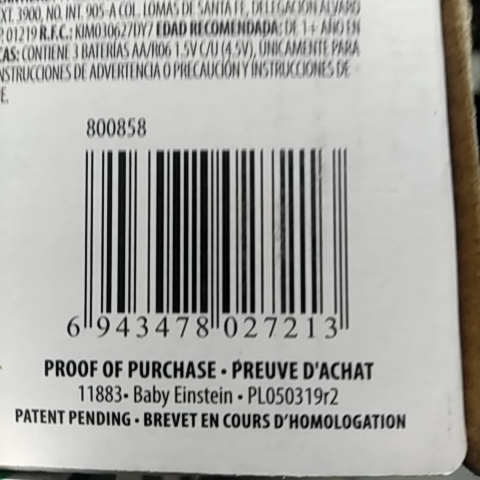 EXT. 3900, NO. INT. 905-A COL. LOMAS DE SANTA FE, DELEGACIÓN ÁLVARO
01219 R.F.C.: KIM030627DY7 EDAD RECOMENDADA: DE 1+ AÑO EN
CAS: CONTIENE 3 BATERÍAS AA/R06 1.5V C/U (4.5V), ÚNICAMENTE PARA
NSTRUCCIONES DE ADVERTENCIA O PRECAUCIÓN Y INSTRUCCIONES DE
E.
800858
6 943478 027213
PROOF OF PURCHASE • PREUVE D'ACHAT
11883• Baby Einstein • PL050319r2
PATENT PENDING • BREVET EN COURS D'HOMOLOGATION